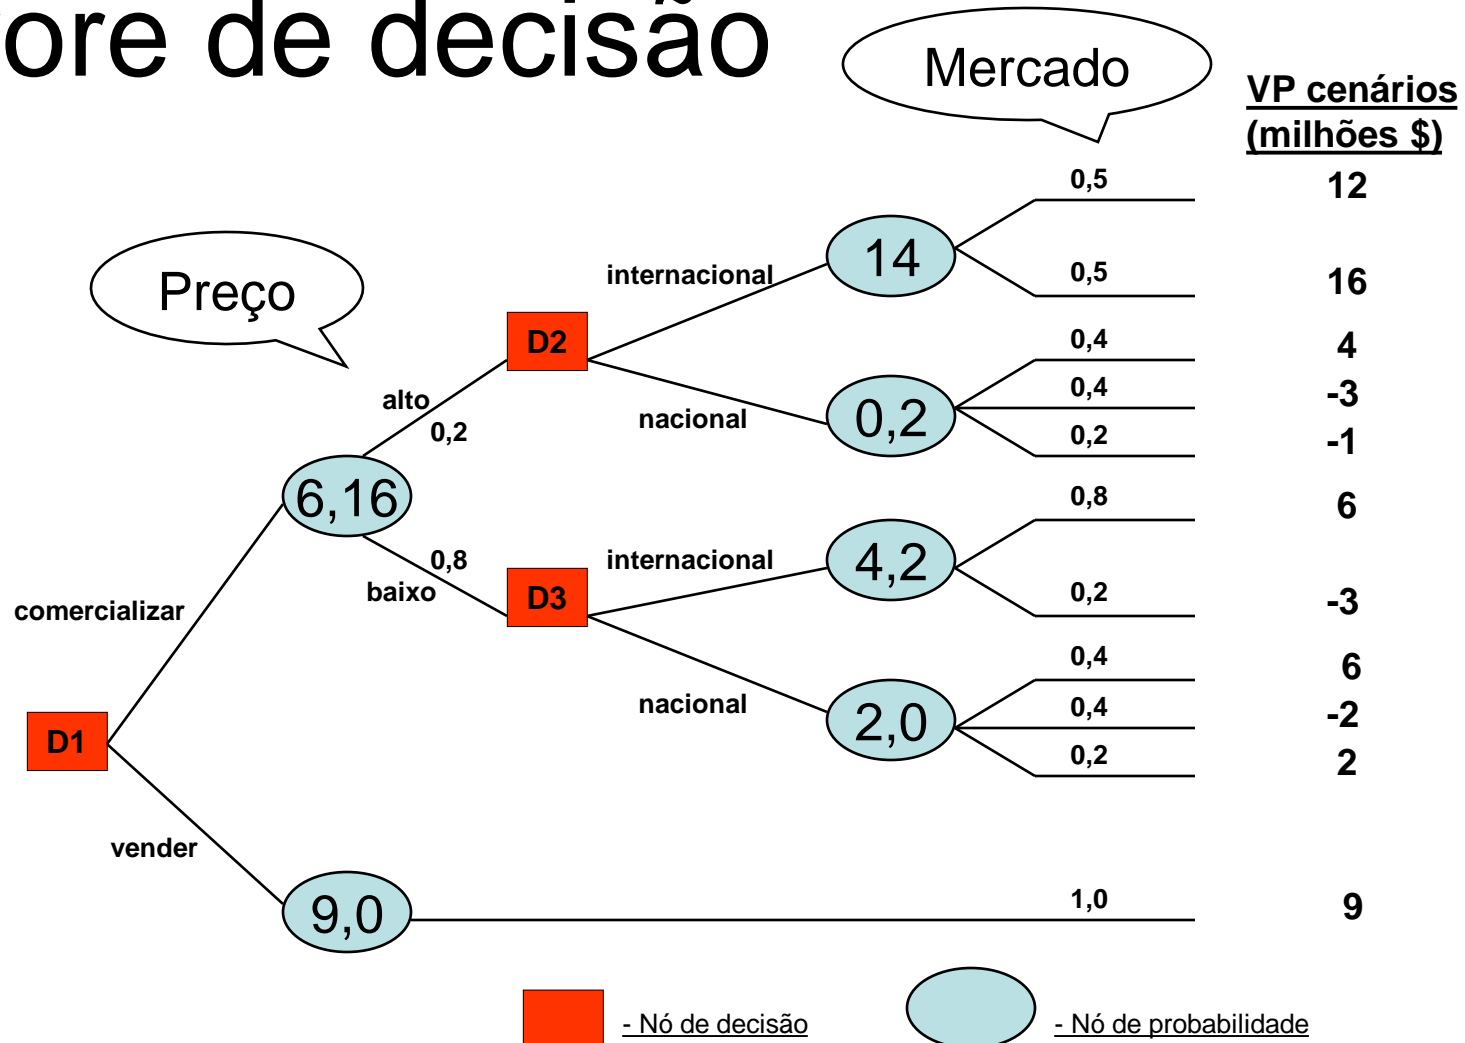 ore de decisão
Mercado
VP cenários
(milhões $)
0,5
12
internacional
14
0,5
16
Preço
D2
0,4
4
alto
0,4
-3
0,2
nacional
0,2
0,2
-1
6,16
0,8
6
0,8
baixo
internacional
4,2
D3
0,2
-3
comercializar
0,4
6
nacional
2,0
0,4
-2
D1
0,2
2
vender
9,0
1,0
9
- Nó de decisão
- Nó de probabilidade